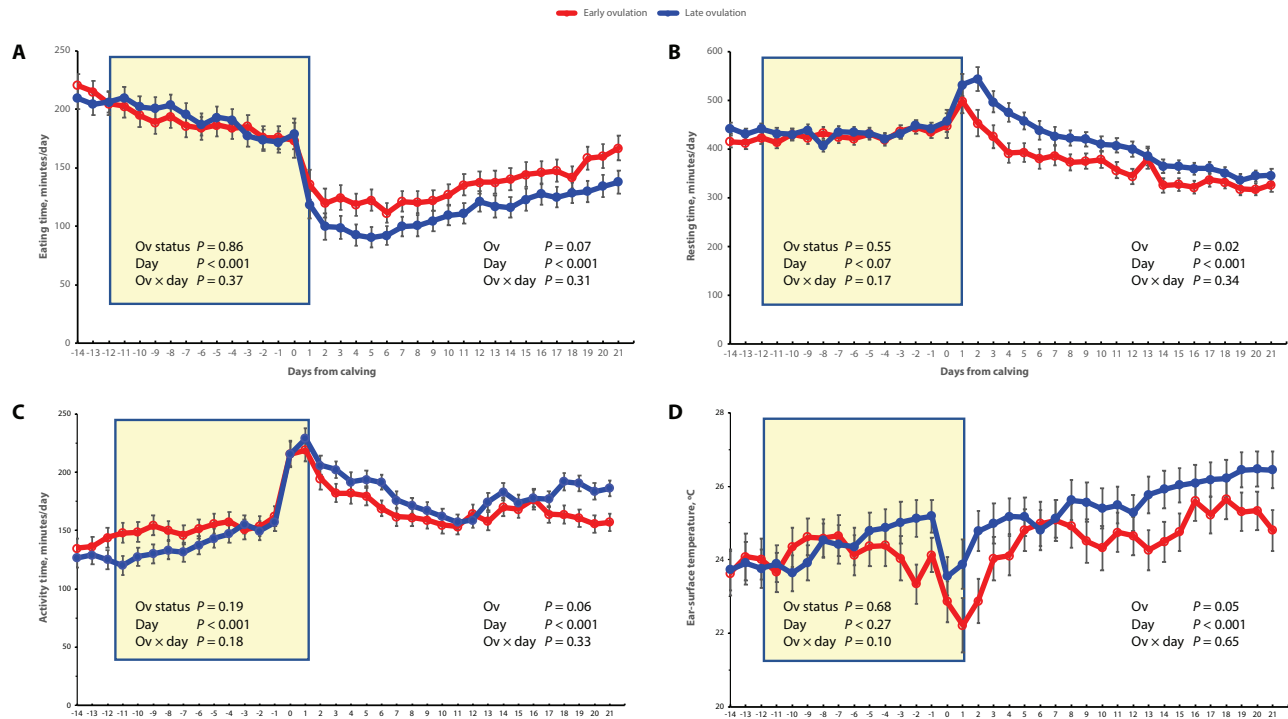 Early ovulation Late ovulation
A
Eating time, minutes/day
250
200
150
100
50
0
Ov status P = 0.86
Day P < 0.001
Ov × day P = 0.37
Ov P = 0.07
Day P < 0.001
Ov × day P = 0.31
-14 -13 -12 -11 -10 -9 -8 -7 -6 -5 -4 -3 -2 -1 0 1 2 3 4 5 6 7 8 9 10 11 12 13 14 15 16 17 18 19 20 21
Days from calving
B
Resting time, minutes/day
600
500
400
300
200
100
0
Ov status P = 0.55
Day P < 0.07
Ov × day P = 0.17
Ov P = 0.02
Day P < 0.001
Ov × day P = 0.34
-14 -13 -12 -11 -10 -9 -8 -7 -6 -5 -4 -3 -2 -1 0 1 2 3 4 5 6 7 8 9 10 11 12 13 14 15 16 17 18 19 20 21
Days from calving
C
Activity time, minutes/day
250
200
150
100
50
0
Ov status P = 0.19
Day P < 0.001
Ov × day P = 0.18
Ov P = 0.06
Day P < 0.001
Ov × day P = 0.33
-14 -13 -12 -11 -10 -9 -8 -7 -6 -5 -4 -3 -2 -1 0 1 2 3 4 5 6 7 8 9 10 11 12 13 14 15 16 17 18 19 20 21
D
Ear-surface temperature, °C
28
26
24
22
20
Ov status P = 0.68
Day P < 0.27
Ov × day P = 0.10
Ov P = 0.05
Day P < 0.001
Ov × day P = 0.65
-14 -13 -12 -11 -10 -9 -8 -7 -6 -5 -4 -3 -2 -1 0 1 2 3 4 5 6 7 8 9 10 11 12 13 14 15 16 17 18 19 20 21